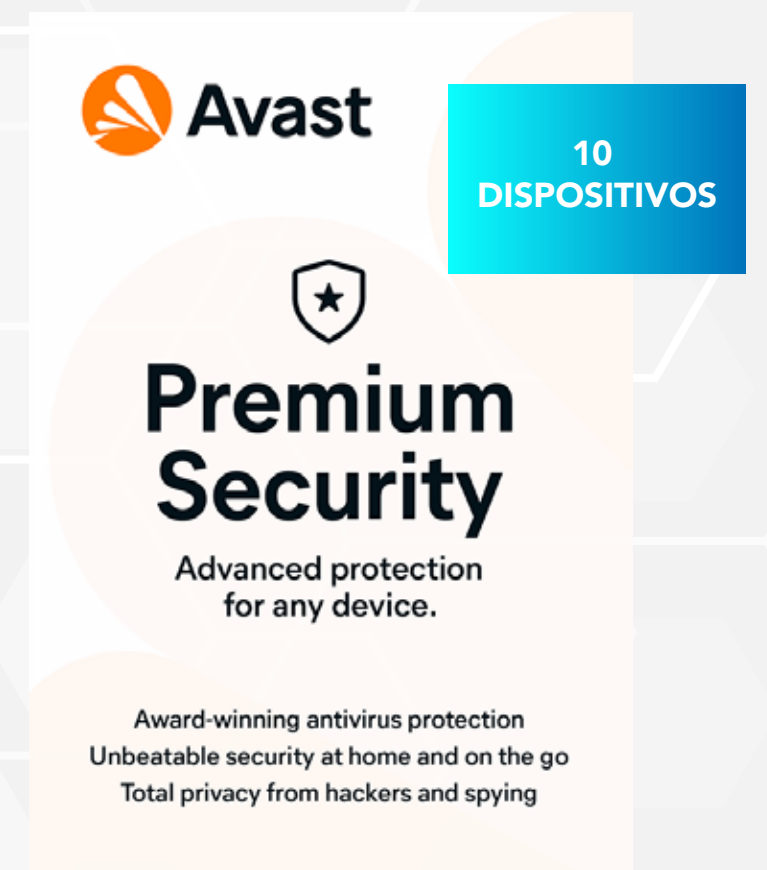 Avast
10
DISPOSITIVOS
Premium
Security
Advanced protection
for any device.
Award-winning antivirus protection
Unbeatable security at home and on the go
Total privacy from hackers and spying